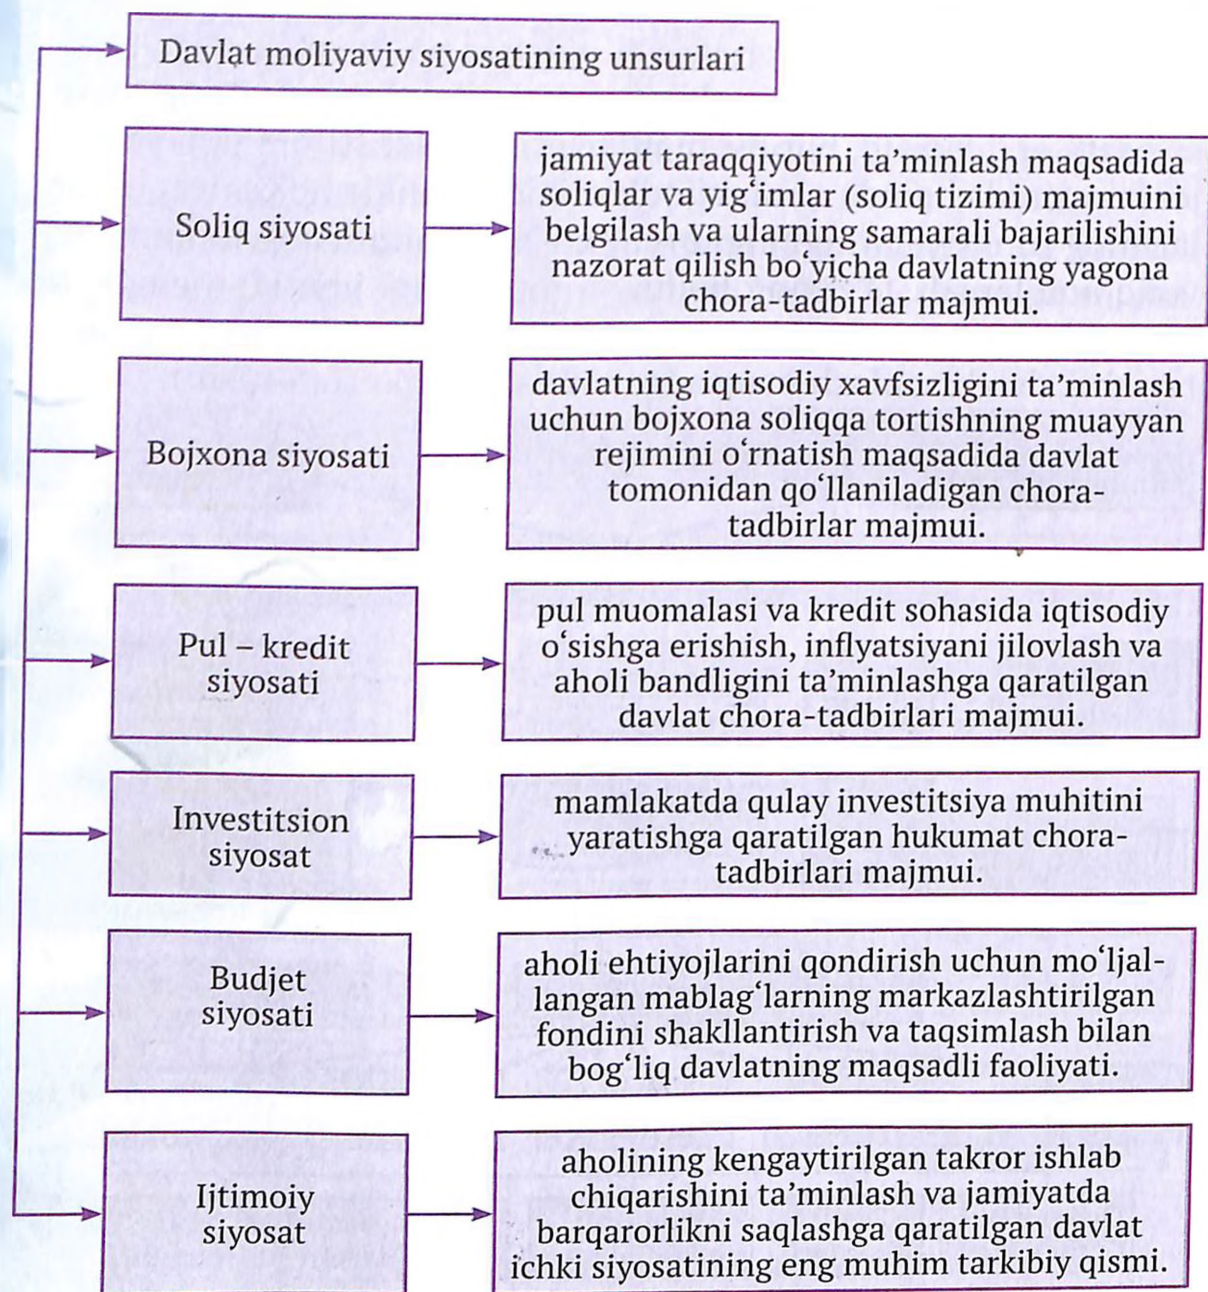 Davlat moliyaviy siyosatining unsurlari
Soliq siyosati
jamiyat taraqqiyotini ta’minlash maqsadida
soliqlar va yig‘imlar (soliq tizimi) majmuini
belgilash va ularning samarali bajarilishini
nazorat qilish bo‘yicha davlatning yagona
chora-tadbirlar majmui.
Bojxona siyosati
davlatning iqtisodiy xavfsizligini ta’minlash
uchun bojxona soliqqa tortishning muayyan
rejimini o‘rnatish maqsadida davlat
tomonidan qo‘llaniladigan chora-
tadbirlar majmui.
Pul – kredit
siyosati
pul muomalasi va kredit sohasida iqtisodiy
o‘sishga erishish, inflyatsiyani jilovlash va
aholi bandligini ta’minlashga qaratilgan
davlat chora-tadbirlari majmui.
Investitsion
siyosat
mamlakatda qulay investitsiya muhitini
yaratishga qaratilgan hukumat chora-
tadbirlari majmui.
Budjet
siyosati
aholi ehtiyojlarini qondirish uchun mo‘ljal-
langan mablag‘larning markazlashtirilgan
fondini shakllantirish va taqsimlash bilan
bog‘liq davlatning maqsadli faoliyati.
Ijtimoiy
siyosat
aholining kengaytirilgan takror ishlab
chiqarishini ta’minlash va jamiyatda
barqarorlikni saqlashga qaratilgan davlat
ichki siyosatining eng muhim tarkibiy qismi.